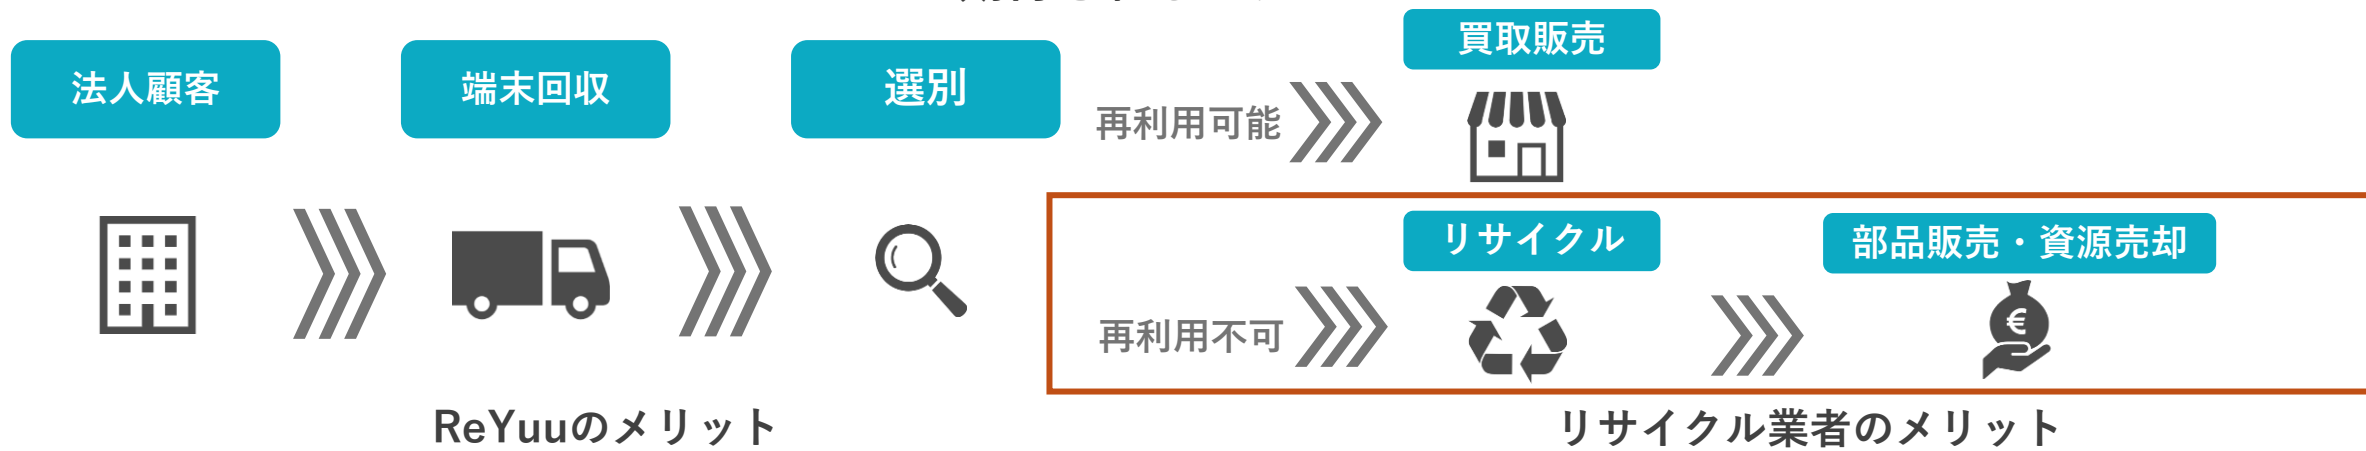 法人顧客
端末回収
選別
再利用可能
買取販売
再利用不可
リサイクル
部品販売・資源売却
€
ReYuuのメリット
リサイクル業者のメリット